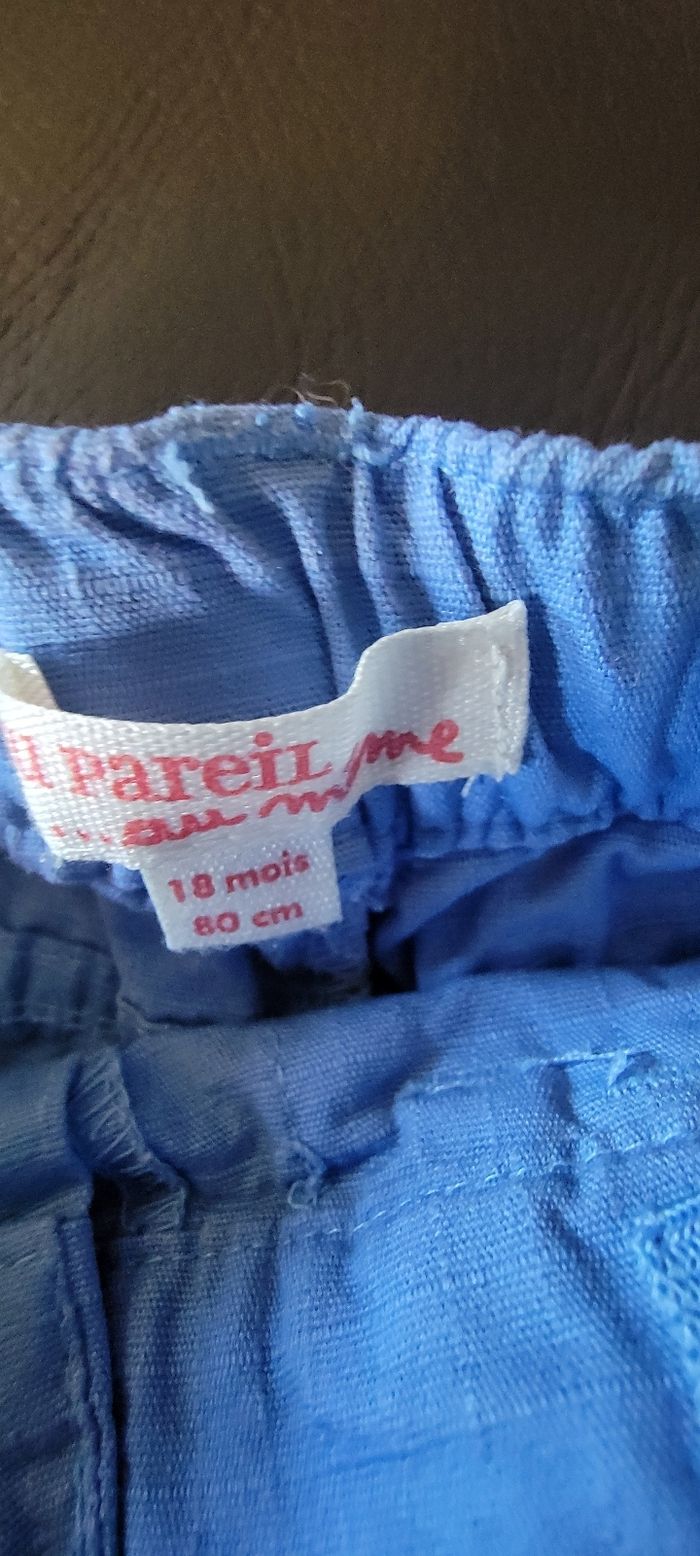 Pareil
...au même
18 mois
80 cm